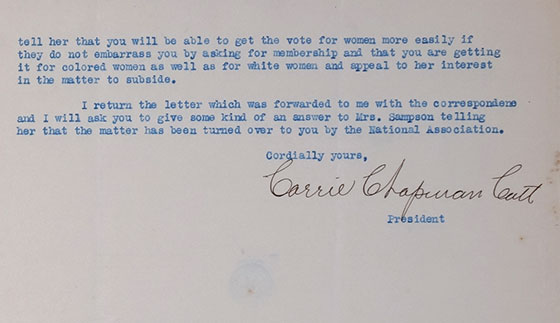 tell her that you will be able to get the vote for women more easily if
they do not embarrass you by asking for membership and that you are getting
it for colored women as well as for white women and appeal to her interest
in the matter to subside.
I return the letter which was forwarded to me with the correspondene
and I will ask you to give some kind of an answer to Mrs. Sampson telling
her that the matter has been turned over to you by the National Association.
Cordially yours,
Carrie Chapman Catt
President